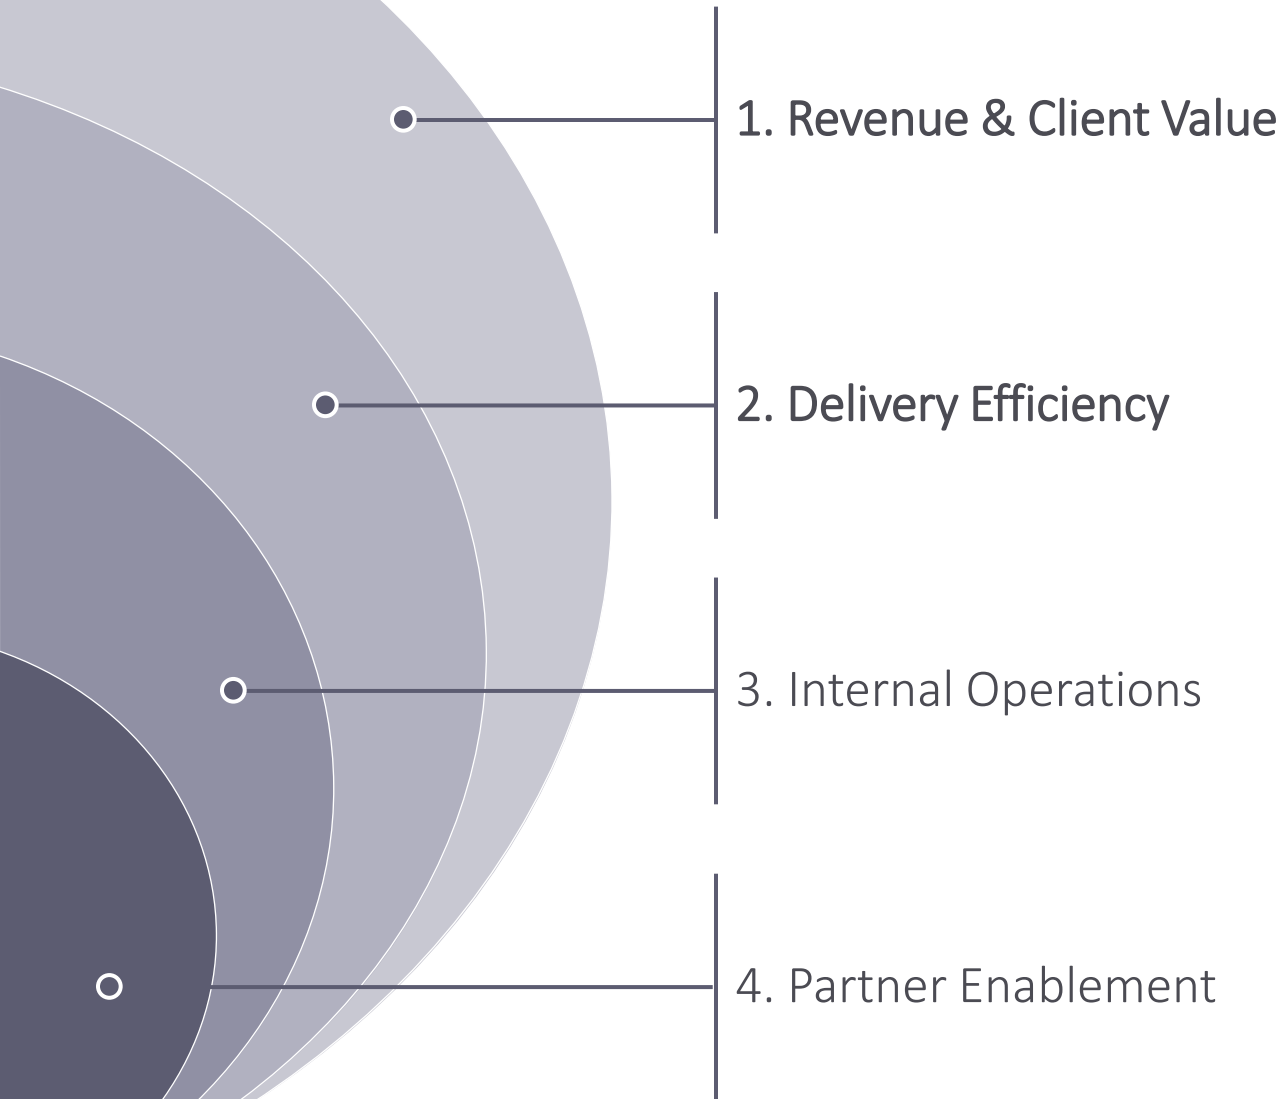 1. Revenue & Client Value
2. Delivery Efficiency
3. Internal Operations
4. Partner Enablement